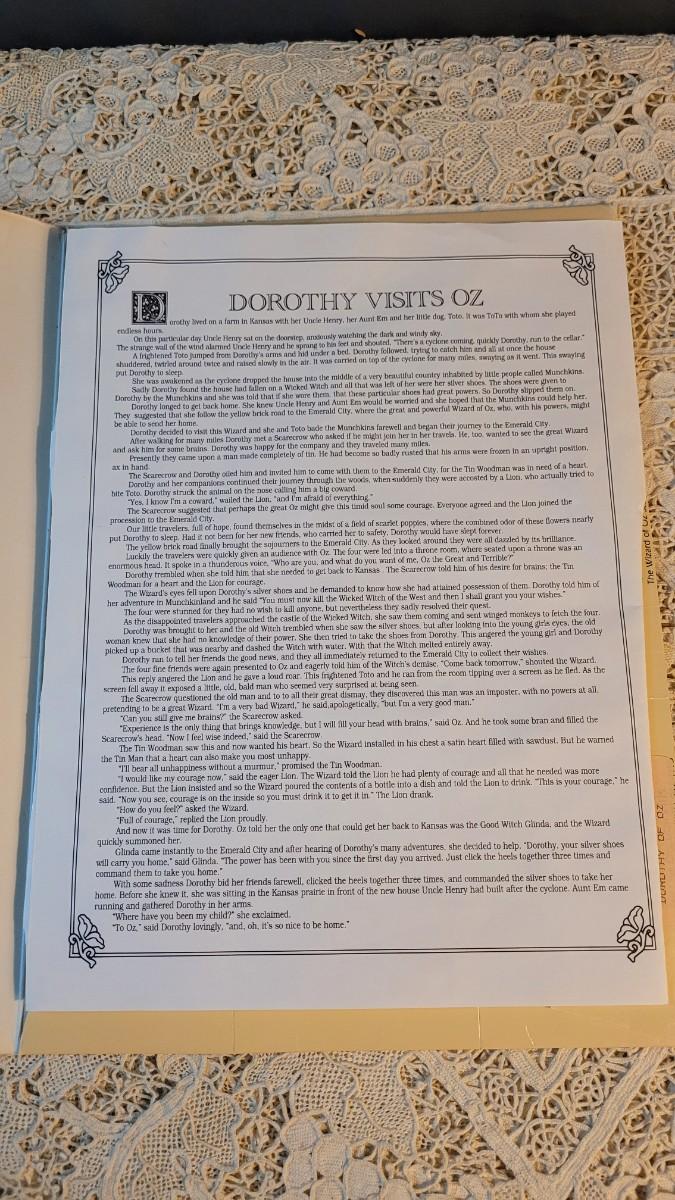 DOROTHY VISITS OZ
Dorothy lived on a farm in Kansas with her Uncle Henry, her Aunt Em and her little dog, Toto. It was ToTo with whom she played
endless hours.
On this particular day Uncle Henry sat on the doorstep, anxiously watching the dark and windy sky.
The strange wail of the wind alarmed Uncle Henry and he sprang to his feet and shouted, "There's a cyclone coming, quickly Dorothy, run to the cellar."
A frightened Toto jumped from Dorothy's arms and hid under a bed. Dorothy followed, trying to catch him and all at once the house
shuddered, twirled around twice and raised slowly in the air. It was carried on top of the cyclone for many miles, swaying as it went. This swaying
put Dorothy to sleep.
She was awakened as the cyclone dropped the house into the middle of a very beautiful country inhabited by little people called Munchkins.
Sadly Dorothy found the house had fallen on a Wicked Witch and all that was left of her were her silver shoes. The shoes were given to
Dorothy by the Munchkins and she was told that if she wore them, that these particular shoes had great powers. So Dorothy slipped them on.
Dorothy longed to get back home. She knew Uncle Henry and Aunt Em would be worried and she hoped that the Munchkins could help her.
They suggested that she follow the yellow brick road to the Emerald City, where the great and powerful Wizard of Oz, who, with his powers, might
be able to send her home.
Dorothy decided to visit this Wizard and she and Toto bade the Munchkins farewell and began their journey to the Emerald City.
After walking for many miles Dorothy met a Scarecrow who asked if he might join her in her travels. He, too, wanted to see the great Wizard
and ask him for some brains. Dorothy was happy for the company and they traveled many miles.
Presently they came upon a man made completely of tin. He had become so badly rusted that his arms were frozen in an upright position,
ax in hand.
The Scarecrow and Dorothy oiled him and invited him to come with them to the Emerald City, for the Tin Woodman was in need of a heart.
Dorothy and her companions continued their journey through the woods, when suddenly they were accosted by a Lion, who actually tried to
bite Toto. Dorothy struck the animal on the nose calling him a big coward.
"Yes, I know I'm a coward," wailed the Lion, "and I'm afraid of everything."
The Scarecrow suggested that perhaps the great Oz might give this timid soul some courage. Everyone agreed and the Lion joined the
procession to the Emerald City.
Our little travelers, full of hope, found themselves in the midst of a field of scarlet poppies, where the combined odor of these flowers nearly
put Dorothy to sleep. Had it not been for her new friends, who carried her to safety, Dorothy would have slept forever.
The yellow brick road finally brought the sojourners to the Emerald City. As they looked around they were all dazzled by its brilliance.
Luckily the travelers were quickly given an audience with Oz. The four were led into a throne room, where seated upon a throne was an
enormous head. It spoke in a thunderous voice, "Who are you, and what do you want of me, Oz the Great and Terrible?"
Dorothy trembled when she told him that she needed to get back to Kansas. The Scarecrow told him of his desire for brains; the Tin
Woodman for a heart and the Lion for courage.
The Wizard's eyes fell upon Dorothy's silver shoes and he demanded to know how she had attained possession of them. Dorothy told him of
her adventure in Munchkinland and he said "You must now kill the Wicked Witch of the West and then I shall grant you your wishes."
The four were stunned for they had no wish to kill anyone, but nevertheless they sadly resolved their quest.
As the disappointed travelers approached the castle of the Wicked Witch, she saw them coming and sent winged monkeys to fetch the four.
Dorothy was brought to her and the old Witch trembled when she saw the silver shoes, but after looking into the young girls eyes, the old
woman knew that she had no knowledge of their power. She then tried to take the shoes from Dorothy. This angered the young girl and Dorothy
picked up a bucket that was nearby and dashed the Witch with water. With that the Witch melted entirely away.
Dorothy ran to tell her friends the good news, and they all immediately returned to the Emerald City to collect their wishes.
The four fine friends were again presented to Oz and eagerly told him of the Witch's demise. "Come back tomorrow," shouted the Wizard.
This reply angered the Lion and he gave a loud roar. This frightened Toto and he ran from the room tipping over a screen as he fled. As the
screen fell away it exposed a little, old, bald man who seemed very surprised at being seen.
The Scarecrow questioned the old man and to all their great dismay, they discovered this man was an imposter, with no powers at all,
pretending to be a great Wizard. "I'm a very bad Wizard," he said,apologetically, "but I'm a very good man."
"Can you still give me brains?" the Scarecrow asked.
"Experience is the only thing that brings knowledge, but I will fill your head with brains," said Oz. And he took some bran and filled the
Scarecrow's head. "Now I feel wise indeed," said the Scarecrow.
The Tin Woodman saw this and now wanted his heart. So the Wizard installed in his chest a satin heart filled with sawdust. But he warned
the Tin Man that a heart can also make you most unhappy.
"I'll bear all unhappiness without a murmur," promised the Tin Woodman.
"I would like my courage now," said the eager Lion. The Wizard told the Lion he had plenty of courage and all that he needed was more
confidence. But the Lion insisted and so the Wizard poured the contents of a bottle into a dish and told the Lion to drink. "This is your courage," he
said. "Now you see, courage is on the inside so you must drink it to get it in." The Lion drank.
"How do you feel?" asked the Wizard.
"Full of courage," replied the Lion proudly.
And now it was time for Dorothy. Oz told her the only one that could get her back to Kansas was the Good Witch Glinda, and the Wizard
quickly summoned her.
Glinda came instantly to the Emerald City and after hearing of Dorothy's many adventures, she decided to help. "Dorothy, your silver shoes
will carry you home," said Glinda. "The power has been with you since the first day you arrived. Just click the heels together three times and
command them to take you home."
With some sadness Dorothy bid her friends farewell, clicked the heels together three times, and commanded the silver shoes to take her
home. Before she knew it, she was sitting in the Kansas prairie in front of the new house Uncle Henry had built after the cyclone. Aunt Em came
running and gathered Dorothy in her arms.
"Where have you been my child?" she exclaimed.
"To Oz," said Dorothy lovingly, "and, oh, it's so nice to be home."
The Wizard of Oz
DOROTHY OF OZ